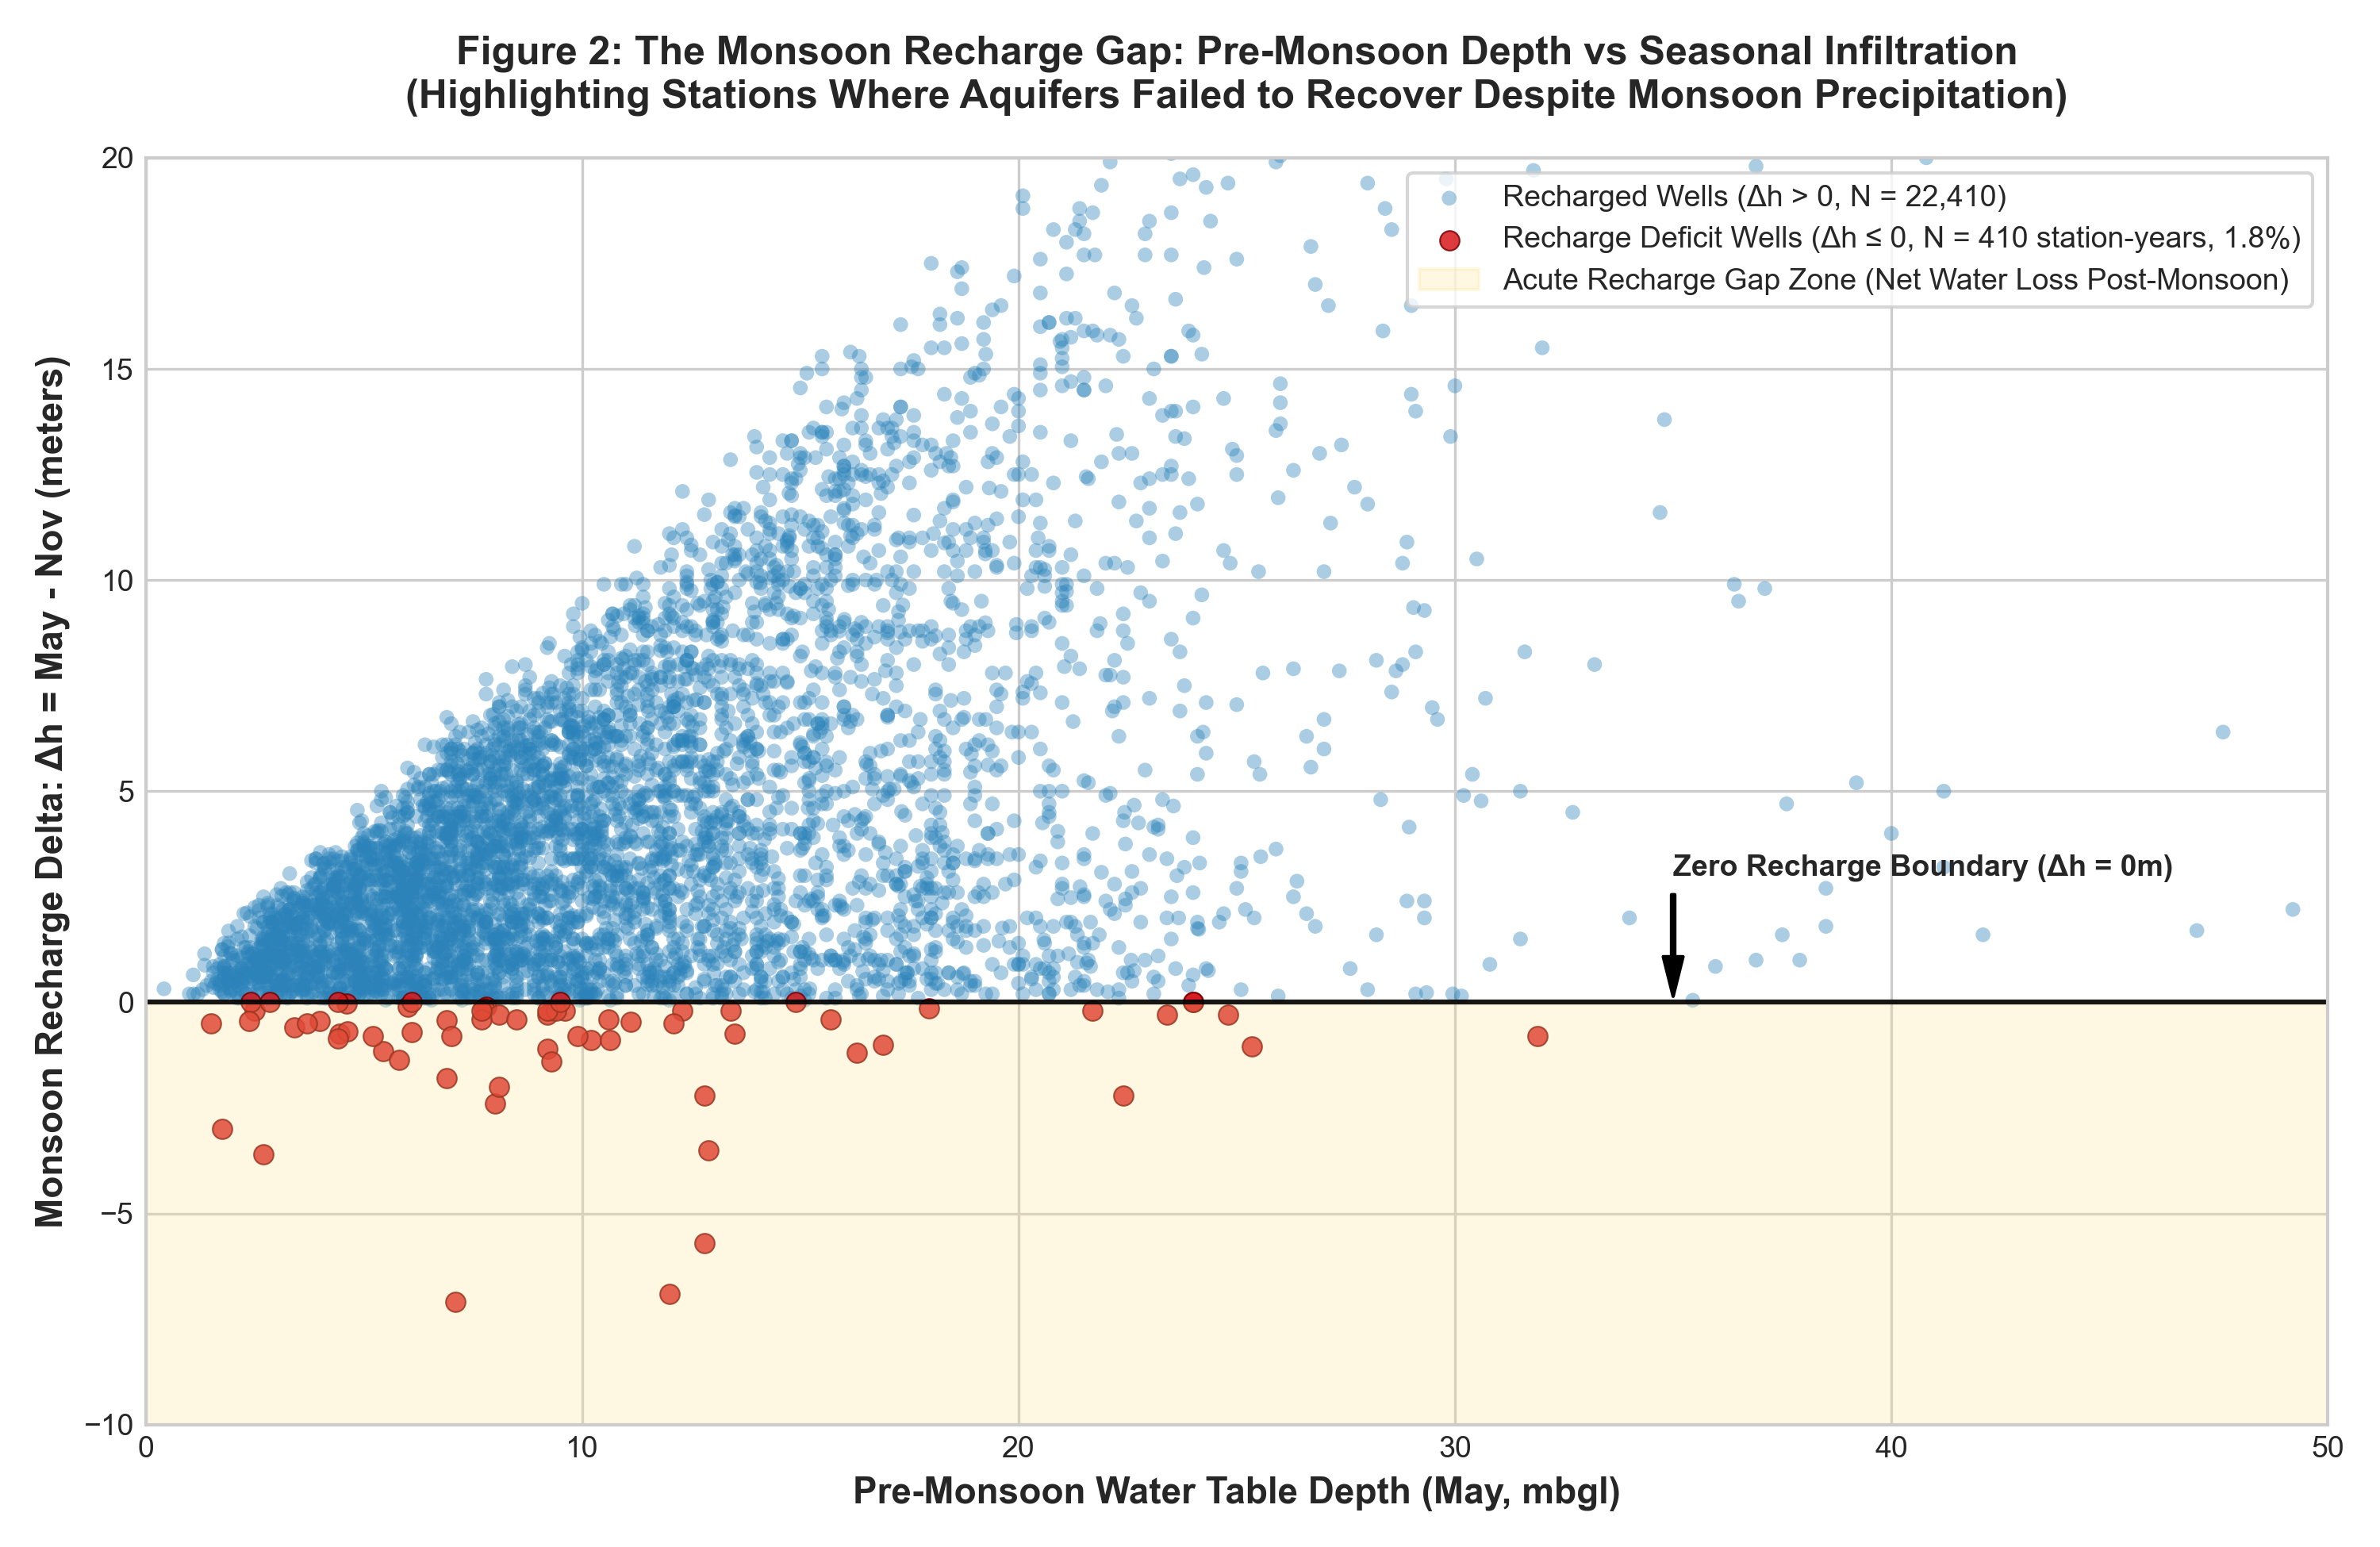 Figure 2: The Monsoon Recharge Gap: Pre-Monsoon Depth vs Seasonal Infiltration
(Highlighting Stations Where Aquifers Failed to Recover Despite Monsoon Precipitation)
Recharged Wells (Δh > 0, N = 22,410)
Recharge Deficit Wells (Δh ≤ 0, N = 410 station-years, 1.8%)
Acute Recharge Gap Zone (Net Water Loss Post-Monsoon)
Monsoon Recharge Delta: Δh = May - Nov (meters)
20
15
10
5
0
−5
−10
Zero Recharge Boundary (Δh = 0m)
0
10
20
30
40
50
Pre-Monsoon Water Table Depth (May, mbgl)